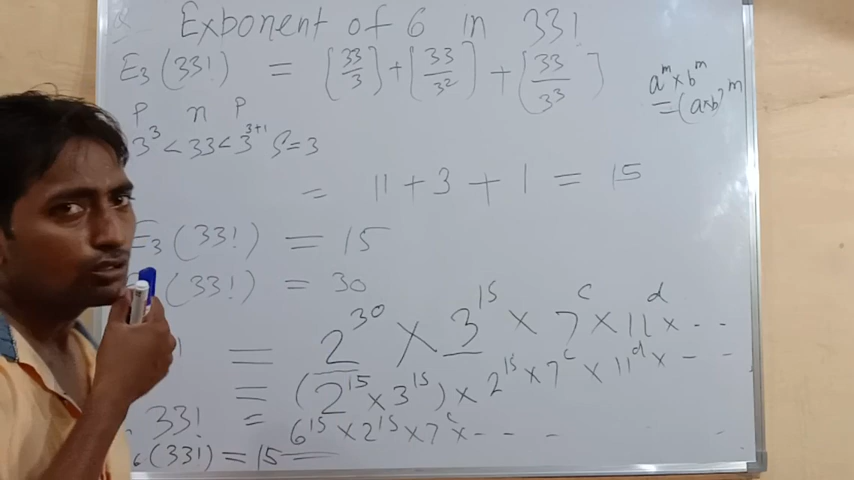 Exponent of 6 in 33!
E₃(33!) = [33/3] + [33/3²] + [33/3³]
P n P
3³ < 33 < 3³⁺¹ S=3
aᵐ × bᵐ
= (a×b)ᵐ
= 11 + 3 + 1 = 15
E₃(33!) = 15
(33!) = 30
! = 2³⁰ × 3¹⁵ × 7ᶜ × 11ᵈ × - -
= (2¹⁵ × 3¹⁵) × 2¹⁵ × 7ᶜ × 11ᵈ × - --
33! = 6¹⁵ × 2¹⁵ × 7ᶜ × - - -
₆(33!) = 15